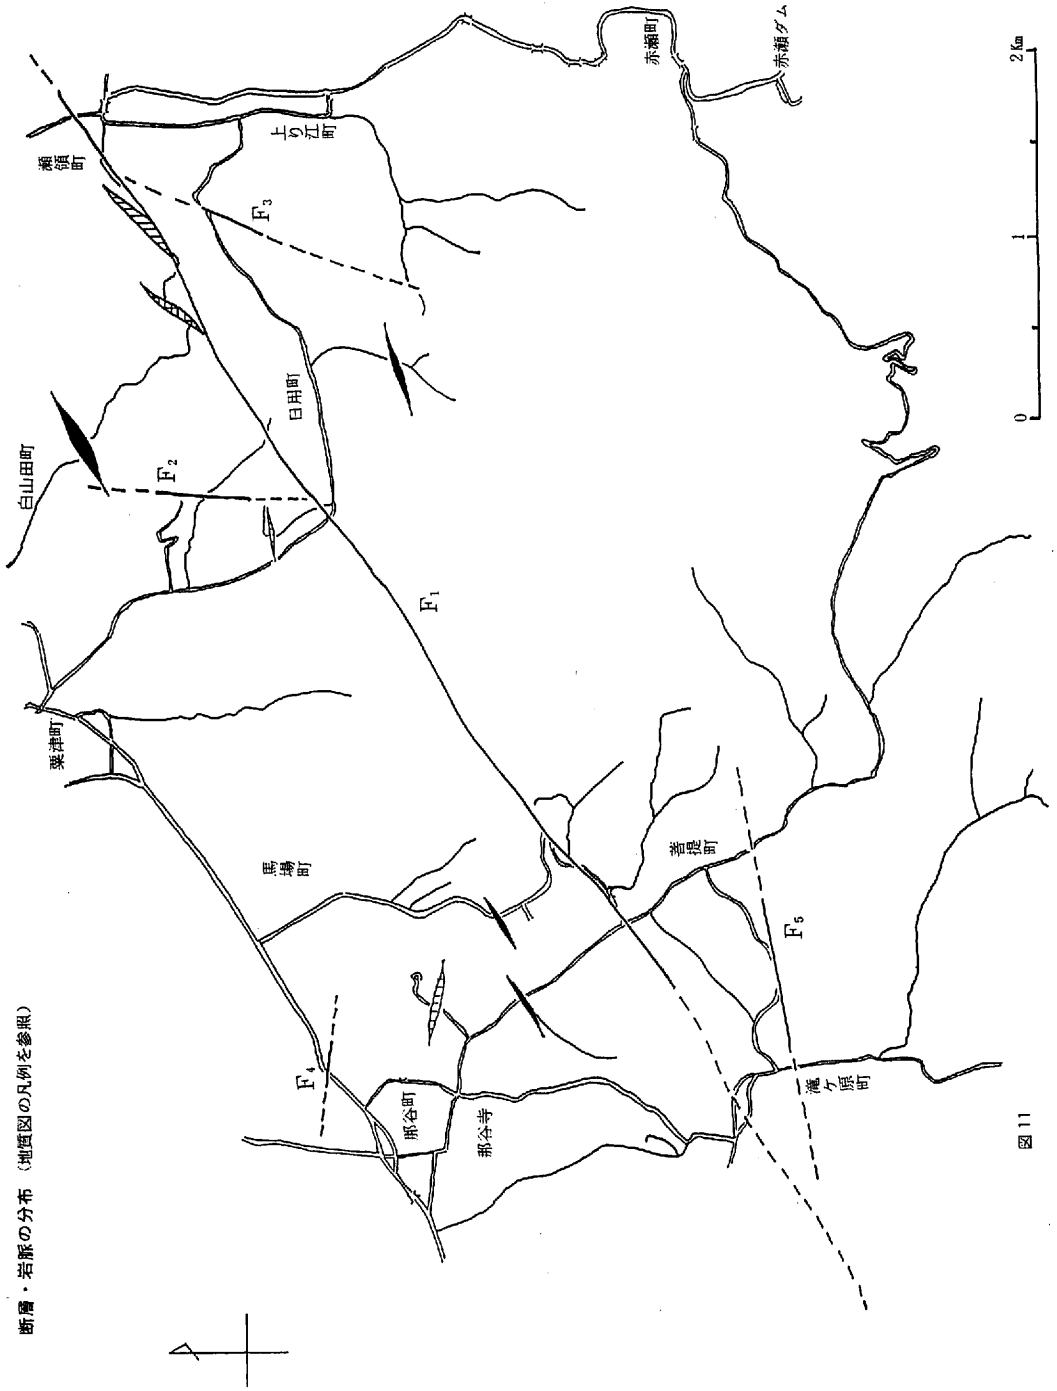 断層・岩脈の分布（地質図の凡例を参照）
白山田町
瀬領町
上り江町
赤瀬町
赤瀬ダム
F₃
F₂
日用町
F₁
粟津町
馬場町
菩提町
F₅
F₄
那谷町
那谷寺
滝ヶ原町
0
1
2Km
図11